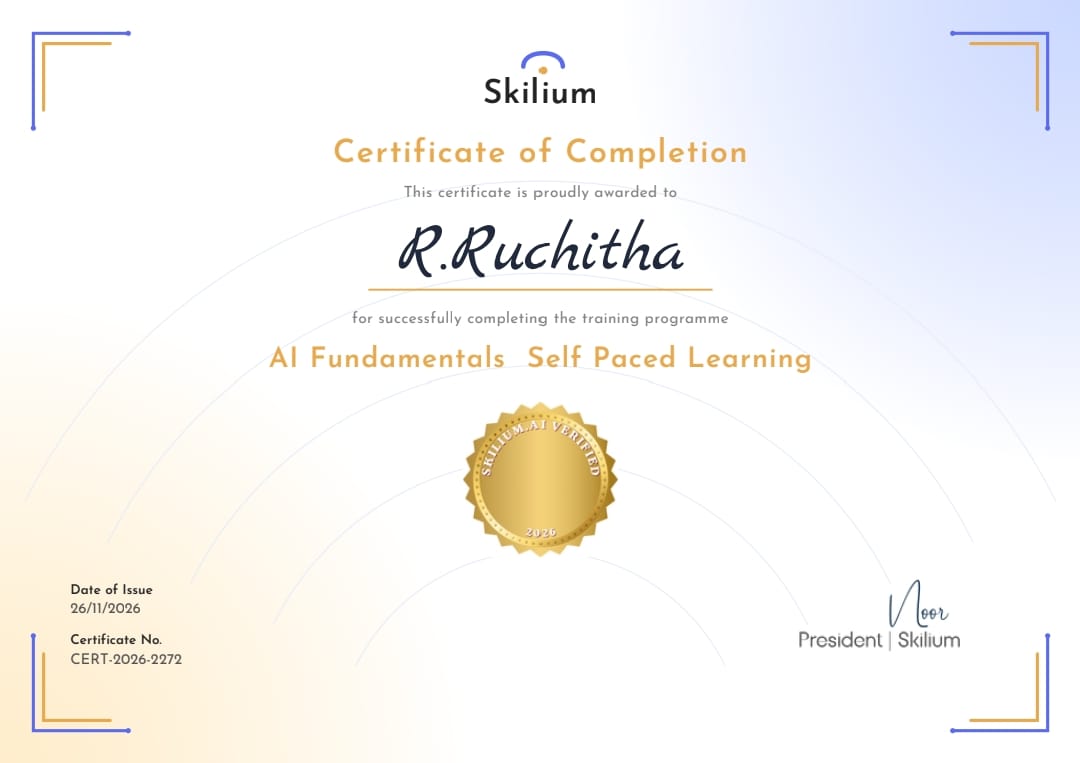 Skilium
Certificate of Completion
This certificate is proudly awarded to
R.Ruchitha
for successfully completing the training programme
AI Fundamentals  Self Paced Learning
SKILIUM.AI VERIFIED
2026
Date of Issue
26/11/2026
Certificate No.
CERT-2026-2272
Noor
President | Skilium